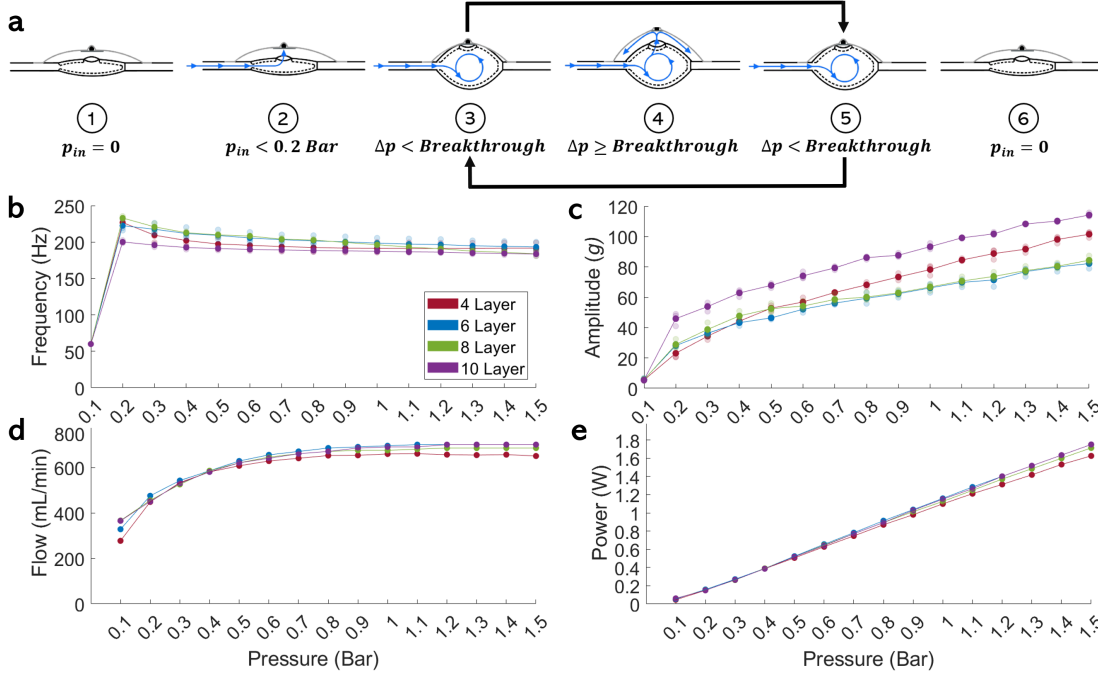 a
1 2 3 4 5 6
p_in = 0 p_in < 0.2 Bar Δp < Breakthrough Δp ≥ Breakthrough Δp < Breakthrough p_in = 0
b
250
200
150
100
50
0
Frequency (Hz)
4 Layer
6 Layer
8 Layer
10 Layer
0.1 0.2 0.3 0.4 0.5 0.6 0.7 0.8 0.9 1 1.1 1.2 1.3 1.4 1.5
c
120
100
80
60
40
20
0
Amplitude (g)
0.1 0.2 0.3 0.4 0.5 0.6 0.7 0.8 0.9 1 1.1 1.2 1.3 1.4 1.5
d
800
600
400
200
0
Flow (mL/min)
0.1 0.2 0.3 0.4 0.5 0.6 0.7 0.8 0.9 1 1.1 1.2 1.3 1.4 1.5
Pressure (Bar)
e
1.8
1.6
1.4
1.2
1
0.8
0.6
0.4
0.2
0
Power (W)
0.1 0.2 0.3 0.4 0.5 0.6 0.7 0.8 0.9 1 1.1 1.2 1.3 1.4 1.5
Pressure (Bar)